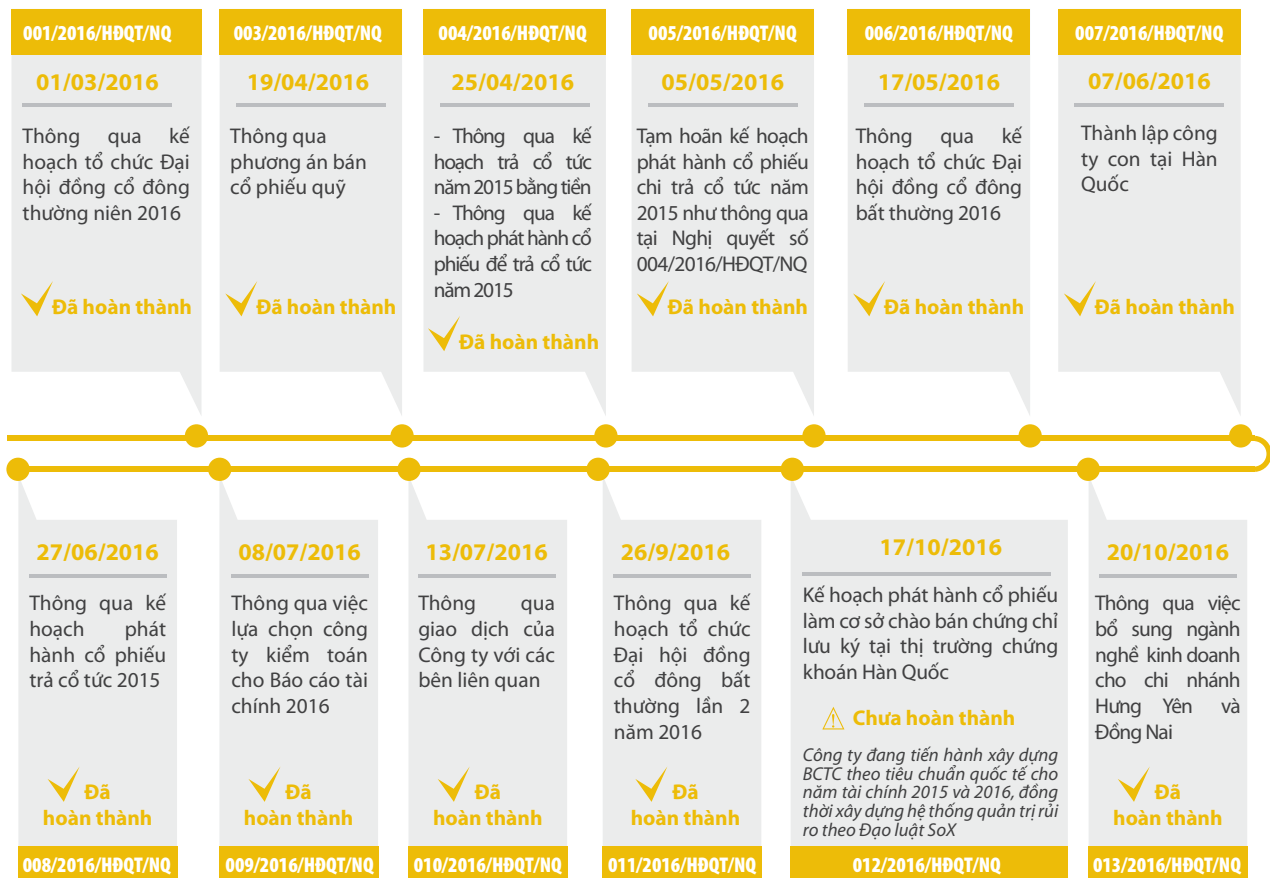 001/2016/HĐQT/NQ
01/03/2016
Thông qua kế
hoạch tổ chức Đại
hội đồng cổ đông
thường niên 2016
Đã hoàn thành
003/2016/HĐQT/NQ
19/04/2016
Thông qua
phương án bán
cổ phiếu quỹ
Đã hoàn thành
004/2016/HĐQT/NQ
25/04/2016
- Thông qua kế
hoạch trả cổ tức
năm 2015 bằng tiền
- Thông qua kế
hoạch phát hành cổ
phiếu để trả cổ tức
năm 2015
Đã hoàn thành
005/2016/HĐQT/NQ
05/05/2016
Tạm hoãn kế hoạch
phát hành cổ phiếu
chi trả cổ tức năm
2015 như thông qua
tại Nghị quyết số
004/2016/HĐQT/NQ
Đã hoàn thành
006/2016/HĐQT/NQ
17/05/2016
Thông qua kế
hoạch tổ chức Đại
hội đồng cổ đông
bất thường 2016
Đã hoàn thành
007/2016/HĐQT/NQ
07/06/2016
Thành lập công
ty con tại Hàn
Quốc
Đã hoàn thành
27/06/2016
Thông qua kế
hoạch phát
hành cổ phiếu
trả cổ tức 2015
Đã
hoàn thành
008/2016/HĐQT/NQ
08/07/2016
Thông qua việc
lựa chọn công
ty kiểm toán
cho Báo cáo tài
chính 2016
Đã
hoàn thành
009/2016/HĐQT/NQ
13/07/2016
Thông qua
giao dịch của
Công ty với các
bên liên quan
Đã
hoàn thành
010/2016/HĐQT/NQ
26/9/2016
Thông qua kế
hoạch tổ chức
Đại hội đồng
cổ đông bất
thường lần 2
năm 2016
Đã
hoàn thành
011/2016/HĐQT/NQ
17/10/2016
Kế hoạch phát hành cổ phiếu
làm cơ sở chào bán chứng chỉ
lưu ký tại thị trường chứng
khoán Hàn Quốc
Chưa hoàn thành
Công ty đang tiến hành xây dựng
BCTC theo tiêu chuẩn quốc tế cho
năm tài chính 2015 và 2016, đồng
thời xây dựng hệ thống quản trị rủi
ro theo Đạo luật SoX
012/2016/HĐQT/NQ
20/10/2016
Thông qua việc
bổ sung ngành
nghề kinh doanh
cho chi nhánh
Hưng Yên và
Đồng Nai
Đã
hoàn thành
013/2016/HĐQT/NQ